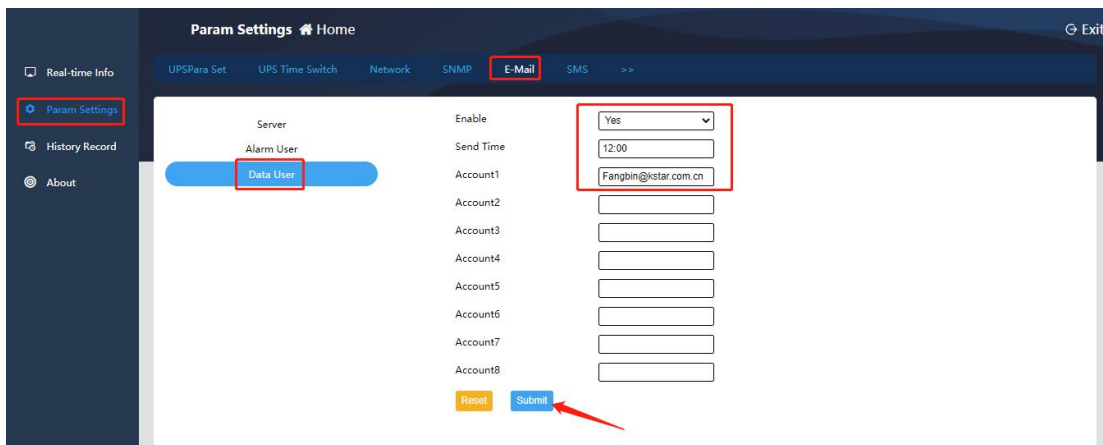 Param Settings Home
Exit
Real-time Info
Param Settings
History Record
About
UPSPara Set UPS Time Switch Network SNMP E-Mail SMS >>
Server
Alarm User
Data User
Enable Yes
Send Time 12:00
Account1 Fangbin@kstar.com.cn
Account2
Account3
Account4
Account5
Account6
Account7
Account8
Reset Submit